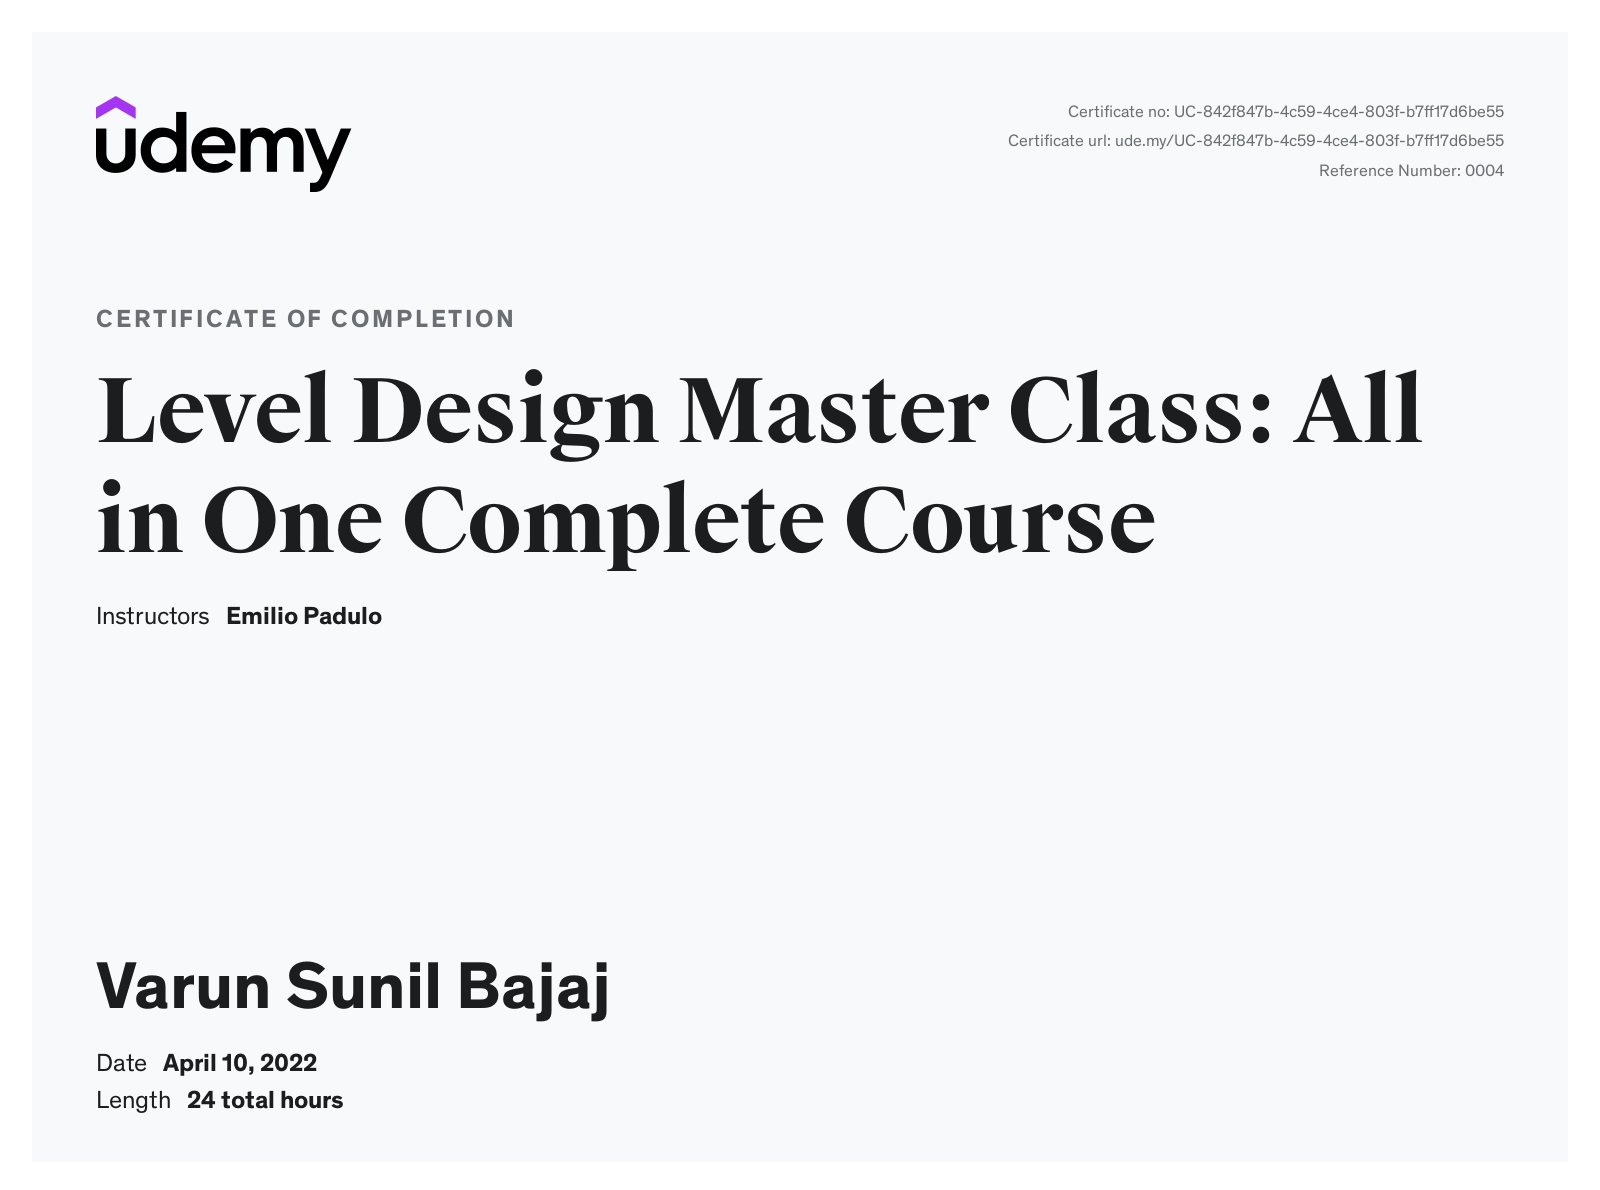 udemy
Certificate no: UC-842f847b-4c59-4ce4-803f-b7ff17d6be55
Certificate url: ude.my/UC-842f847b-4c59-4ce4-803f-b7ff17d6be55
Reference Number: 0004
CERTIFICATE OF COMPLETION
Level Design Master Class: All
in One Complete Course
Instructors Emilio Padulo
Varun Sunil Bajaj
Date April 10, 2022
Length 24 total hours